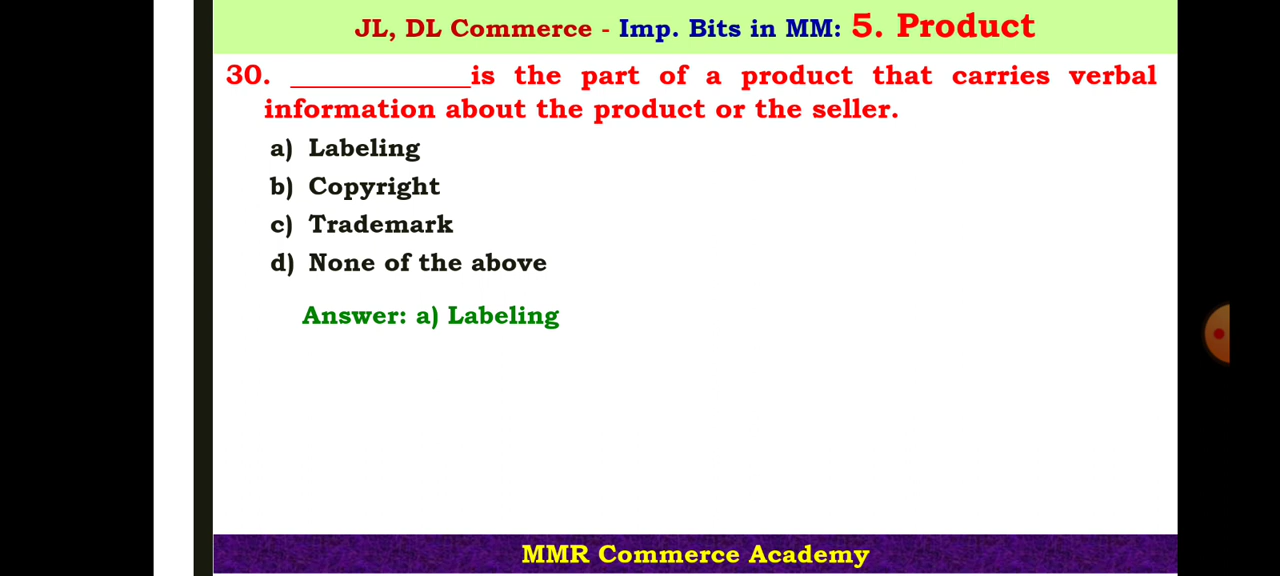 JL, DL Commerce - Imp. Bits in MM: 5. Product
30. ____________is the part of a product that carries verbal
information about the product or the seller.
a) Labeling
b) Copyright
c) Trademark
d) None of the above
Answer: a) Labeling
MMR Commerce Academy